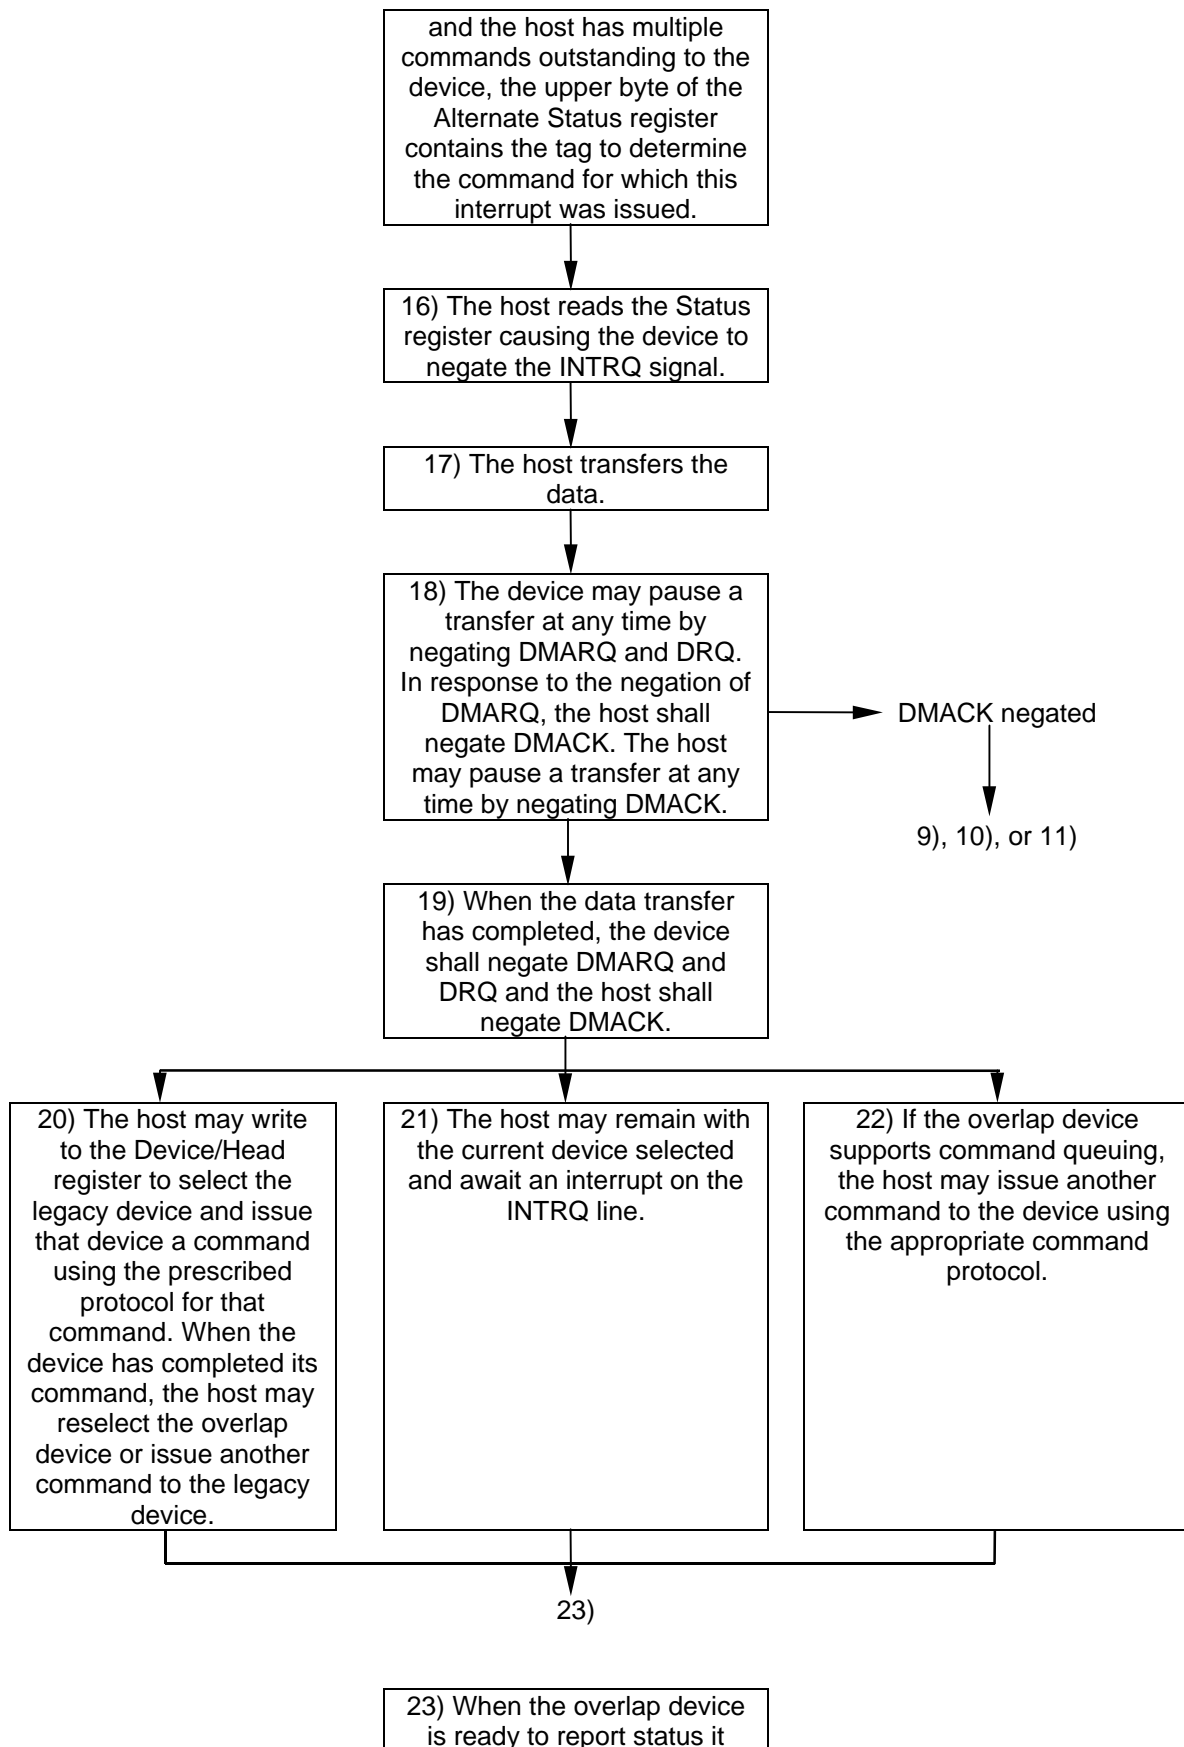 and the host has multiple
commands outstanding to the
device, the upper byte of the
Alternate Status register
contains the tag to determine
the command for which this
interrupt was issued.
16) The host reads the Status
register causing the device to
negate the INTRQ signal.
17) The host transfers the
data.
18) The device may pause a
transfer at any time by
negating DMARQ and DRQ.
In response to the negation of
DMARQ, the host shall
negate DMACK. The host
may pause a transfer at any
time by negating DMACK.
DMACK negated
9), 10), or 11)
19) When the data transfer
has completed, the device
shall negate DMARQ and
DRQ and the host shall
negate DMACK.
20) The host may write
to the Device/Head
register to select the
legacy device and issue
that device a command
using the prescribed
protocol for that
command. When the
device has completed its
command, the host may
reselect the overlap
device or issue another
command to the legacy
device.
21) The host may remain with
the current device selected
and await an interrupt on the
INTRQ line.
22) If the overlap device
supports command queuing,
the host may issue another
command to the device using
the appropriate command
protocol.
23)
23) When the overlap device
is ready to report status it